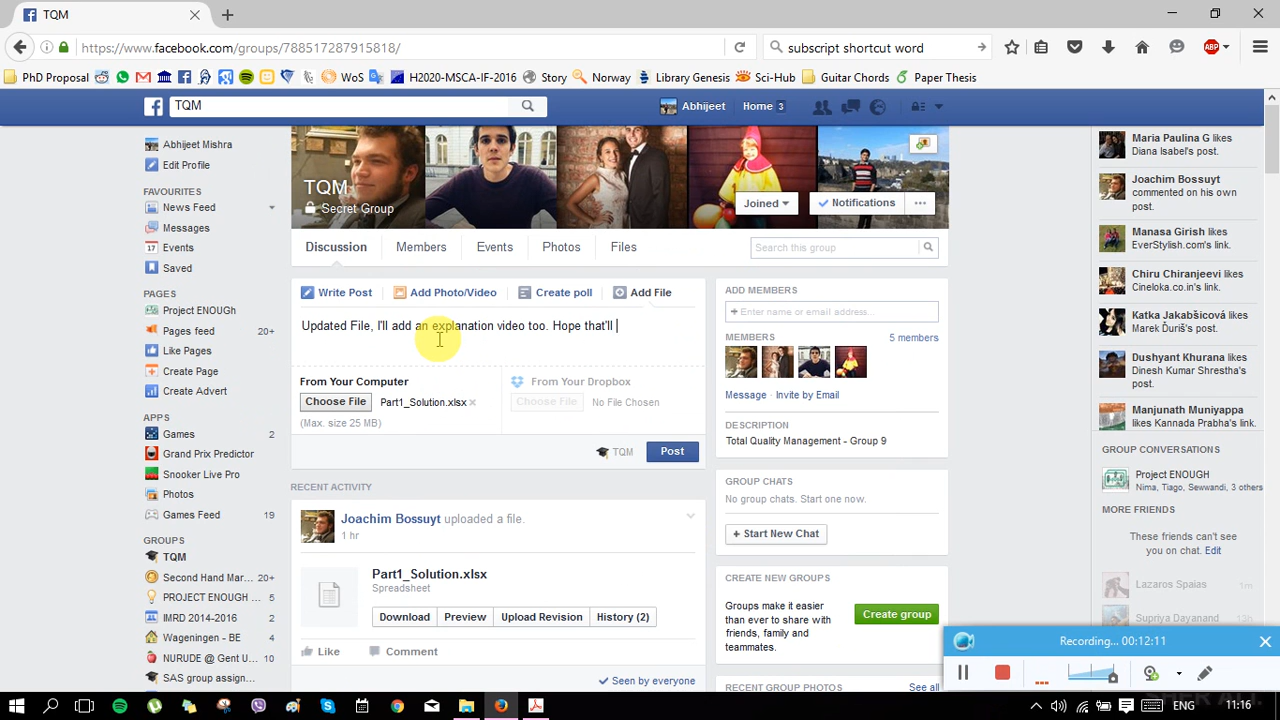 TQM
https://www.facebook.com/groups/788517287915818/
subscript shortcut word
ABP
PhD Proposal
WoS
H2020-MSCA-IF-2016
Story
Norway
Library Genesis
Sci-Hub
Guitar Chords
Paper Thesis
TQM
Abhijeet
Home 3
Abhijeet Mishra
Edit Profile
FAVOURITES
News Feed
Messages
17 Events
Saved
PAGES
Project ENOUGh
Pages feed 20+
Like Pages
Create Page
Create Advert
APPS
Games 2
Grand Prix Predictor
Snooker Live Pro
Photos
Games Feed 19
GROUPS
TQM
Second Hand Mar... 20+
PROJECT ENOUGH ... 5
IMRD 2014-2016 2
Wageningen - BE 4
NURUDE @ Gent U... 10
SAS group assign...
TQM
Secret Group
Joined
Notifications
Discussion
Members
Events
Photos
Files
Search this group
Write Post
Add Photo/Video
Create poll
Add File
Updated File, I'll add an explanation video too. Hope that'll
From Your Computer
Choose File Part1_Solution.xlsx
(Max. size 25 MB)
From Your Dropbox
Choose File No File Chosen
TQM
Post
RECENT ACTIVITY
Joachim Bossuyt uploaded a file.
1 hr
Part1_Solution.xlsx
Spreadsheet
Download
Preview
Upload Revision
History (2)
Like
Comment
Seen by everyone
ADD MEMBERS
+ Enter name or email address...
MEMBERS
5 members
Message · Invite by Email
DESCRIPTION
Total Quality Management - Group 9
GROUP CHATS
No group chats. Start one now.
+ Start New Chat
CREATE NEW GROUPS
Groups make it easier
than ever to share with
friends, family and
teammates.
Create group
RECENT GROUP PHOTOS
See all
Maria Paulina G likes
Diana Isabel's post.
Joachim Bossuyt
commented on his own
post.
Manasa Girish likes
EverStylish.com's link.
Chiru Chiranjeevi likes
Cineloka.co.in's link.
Katka Jakabšicová likes
Marek Ďuriš's post.
Dushyant Khurana likes
Dinesh Kumar Shrestha's
post.
Manjunath Muniyappa
likes Kannada Prabha's link.
GROUP CONVERSATIONS
Project ENOUGH
Nima, Tiago, Sewwandi, 3 others
MORE FRIENDS
These friends can't see
you on chat. Edit
Lazaros Spaias 1m
Supriya Dayanand
Recording... 00:12:11
ENG
11:16